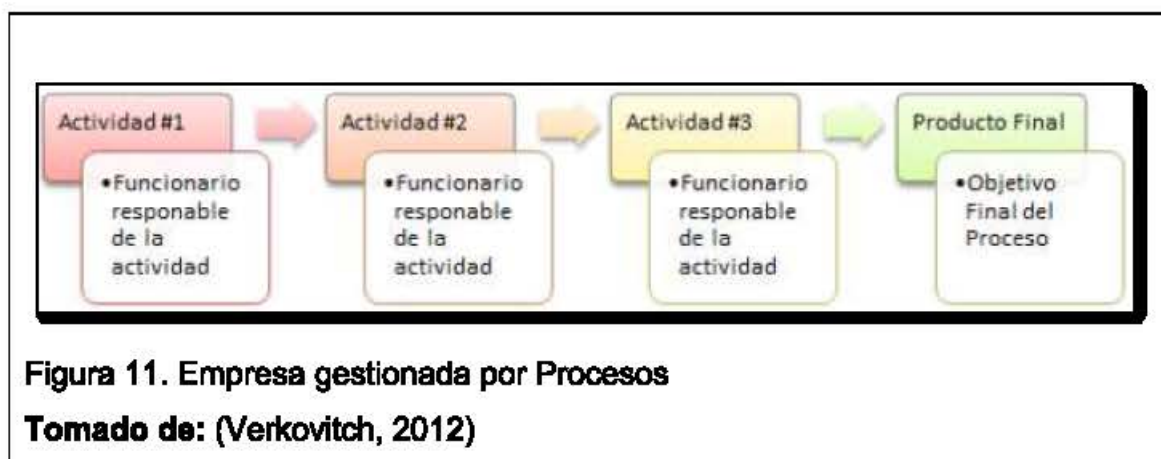 Actividad #1
•Funcionario
responable
de la
actividad
Actividad #2
•Funcionario
responable
de la
actividad
Actividad #3
•Funcionario
responable
de la
actividad
Producto Final
•Objetivo
Final del
Proceso
Figura 11. Empresa gestionada por Procesos
Tomado de: (Verkovitch, 2012)